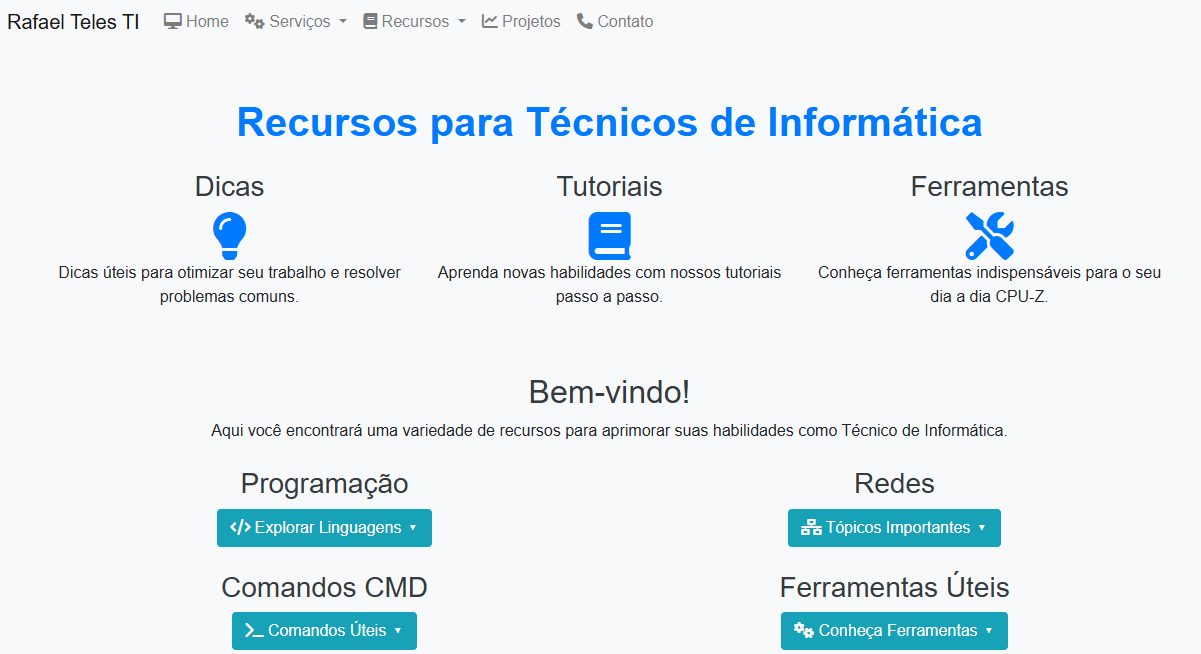 Rafael Teles TI Home Serviços Recursos Projetos Contato
Recursos para Técnicos de Informática
Dicas
Dicas úteis para otimizar seu trabalho e resolver
problemas comuns.
Tutoriais
Aprenda novas habilidades com nossos tutoriais
passo a passo.
Ferramentas
Conheça ferramentas indispensáveis para o seu
dia a dia CPU-Z.
Bem-vindo!
Aqui você encontrará uma variedade de recursos para aprimorar suas habilidades como Técnico de Informática.
Programação
Explorar Linguagens
Redes
Tópicos Importantes
Comandos CMD
Comandos Úteis
Ferramentas Úteis
Conheça Ferramentas